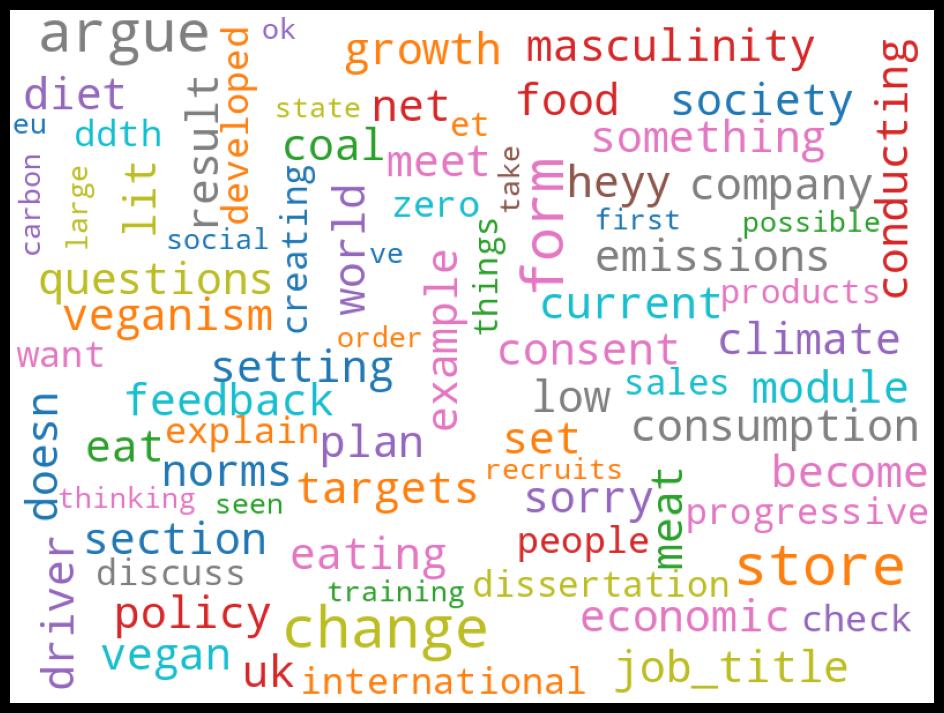 argue
ok
growth
masculinity
conducting
developed
result
diet
state
net
food
society
eu
ddth
et
something
coal
meet
take
form
heyy
company
carbon
large
lit
creating
world
zero
first
possible
social
ve
things
example
emissions
questions
products
veganism
current
order
climate
want
setting
consent
feedback
low
sales
module
doesn
eat
explain
plan
set
consumption
norms
targets
recruits
become
thinking
seen
sorry
meat
progressive
section
eating
people
store
driver
discuss
training
dissertation
policy
change
economic
check
vegan
uk
international
job_title